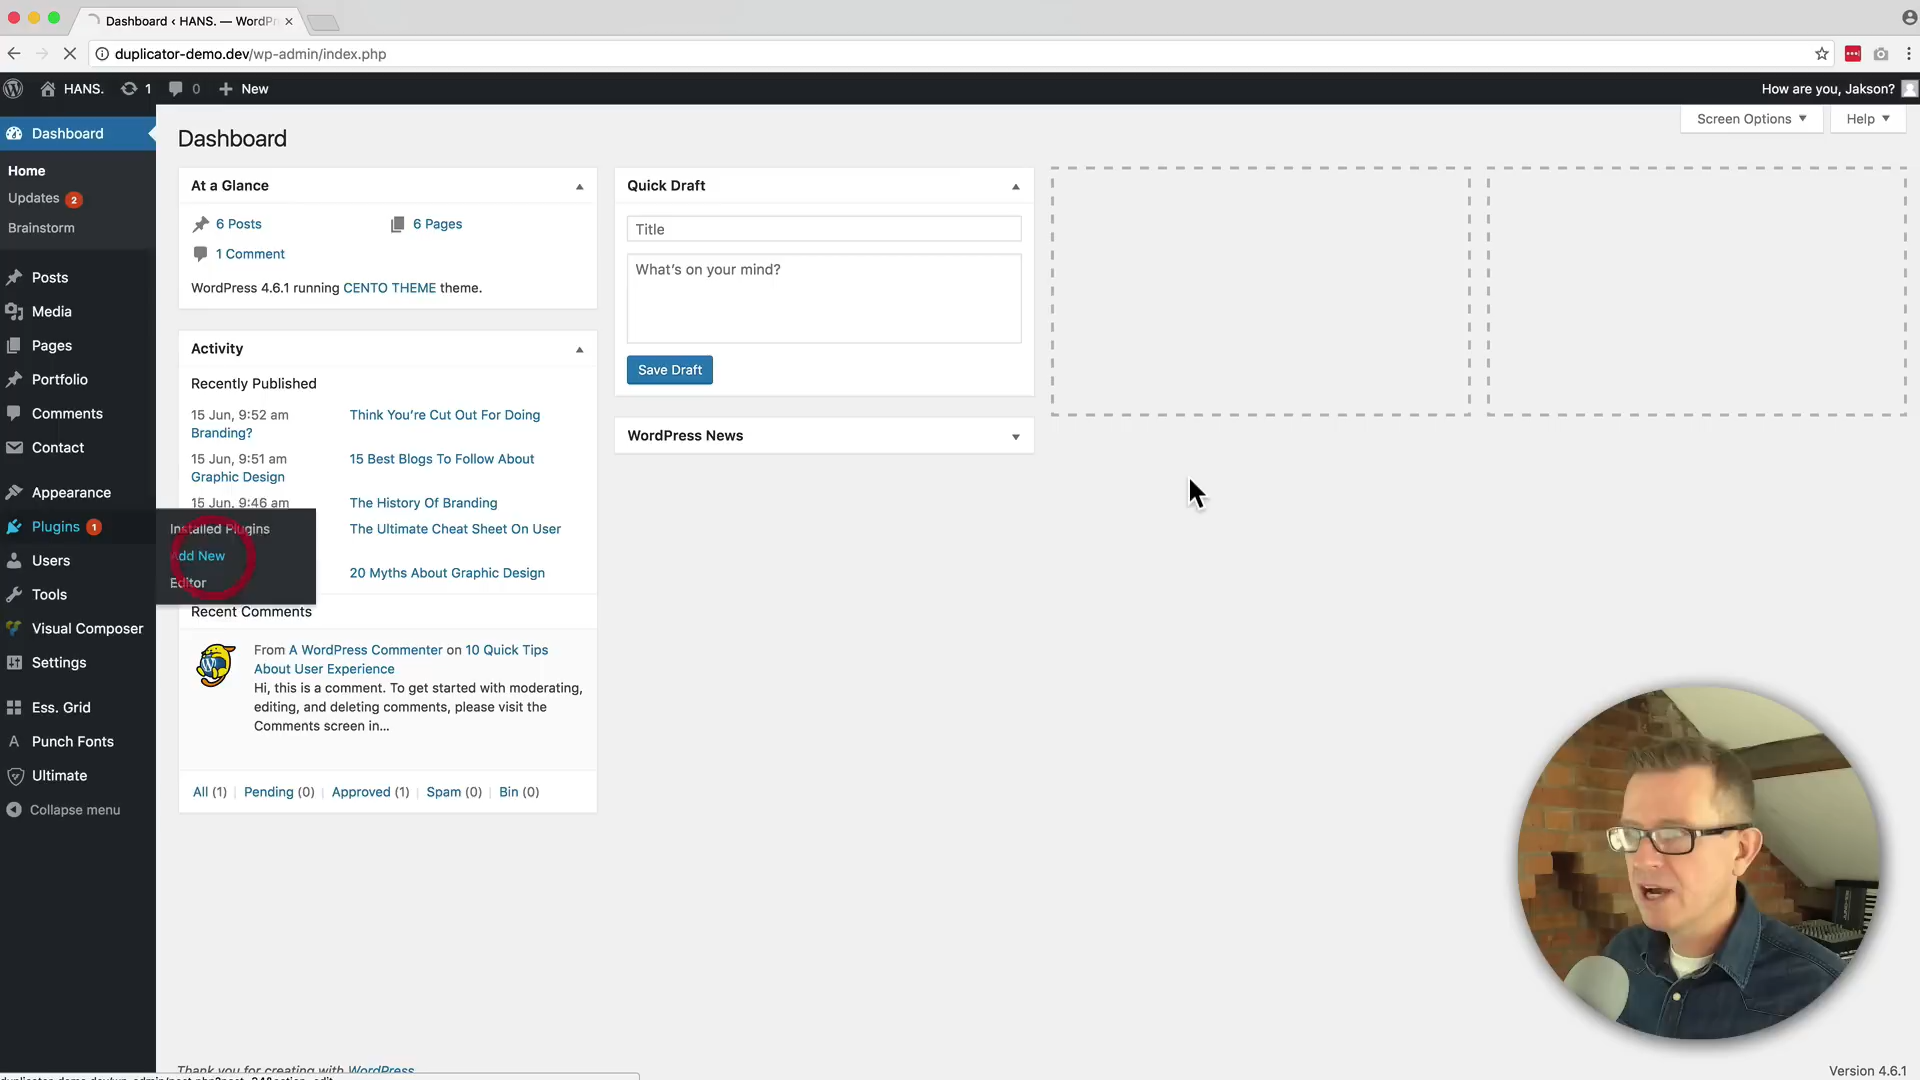 Dashboard ‹ HANS. — WordPr
duplicator-demo.dev/wp-admin/index.php
HANS.
1
0
New
How are you, Jakson?
Dashboard
Home
Updates 2
Brainstorm
Posts
Media
Pages
Portfolio
Comments
Contact
Appearance
Plugins 1
Users
Tools
Visual Composer
Settings
Ess. Grid
Punch Fonts
Ultimate
Collapse menu
Installed Plugins
Add New
Editor
Screen Options
Help
Dashboard
At a Glance
6 Posts
6 Pages
1 Comment
WordPress 4.6.1 running CENTO THEME theme.
Activity
Recently Published
15 Jun, 9:52 am Think You’re Cut Out For Doing
Branding?
15 Jun, 9:51 am 15 Best Blogs To Follow About
Graphic Design
15 Jun, 9:46 am The History Of Branding
The Ultimate Cheat Sheet On User
20 Myths About Graphic Design
Recent Comments
From A WordPress Commenter on 10 Quick Tips
About User Experience
Hi, this is a comment. To get started with moderating,
editing, and deleting comments, please visit the
Comments screen in…
All (1) | Pending (0) | Approved (1) | Spam (0) | Bin (0)
Quick Draft
Title
What’s on your mind?
Save Draft
WordPress News
Thank you for creating with WordPress
Version 4.6.1